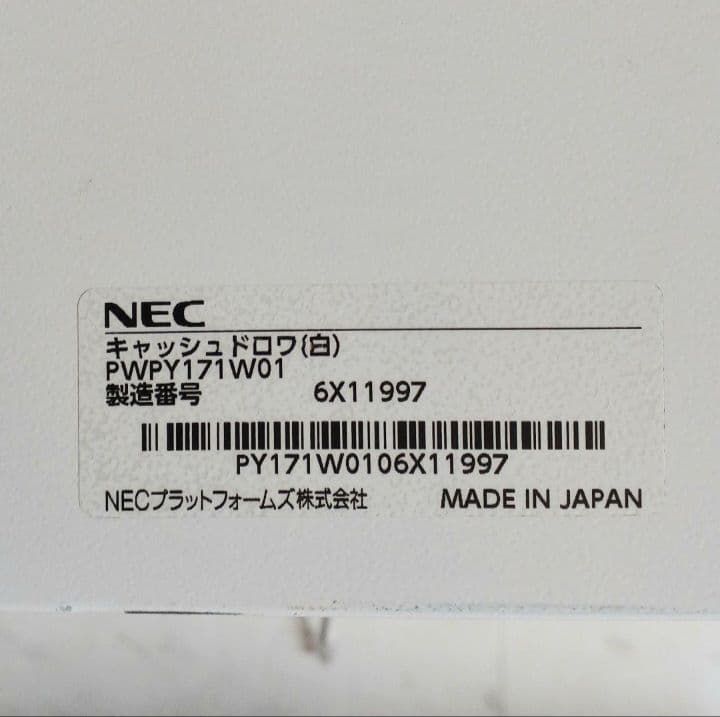 NEC
キャッシュドロワ(白)
PWPY171W01
製造番号 6X11997
PY171W0106X11997
NECプラットフォームズ株式会社 MADE IN JAPAN